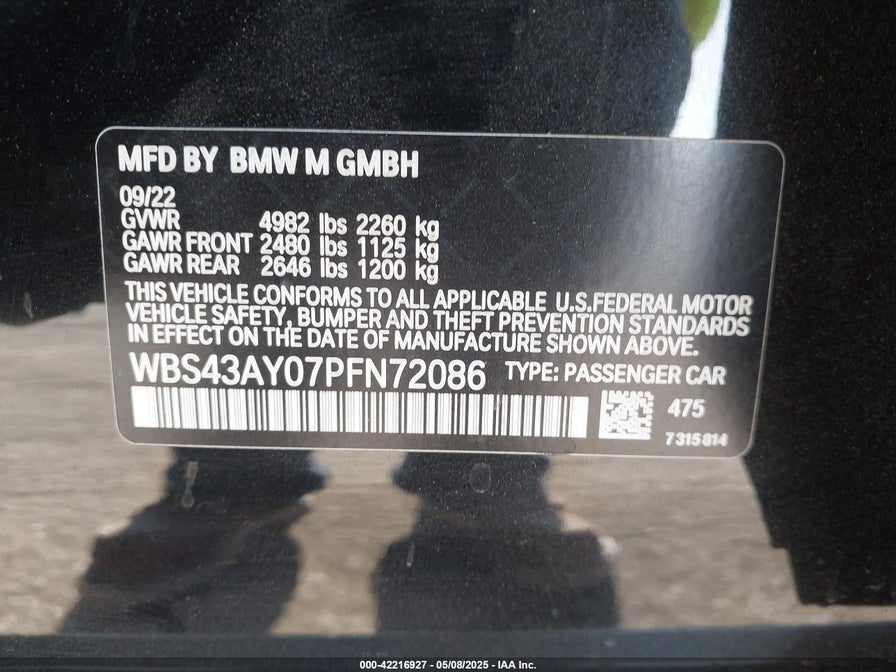 MFD BY BMW M GMBH
09/22
GVWR 4982 lbs 2260 kg
GAWR FRONT 2480 lbs 1125 kg
GAWR REAR 2646 lbs 1200 kg
THIS VEHICLE CONFORMS TO ALL APPLICABLE U.S.FEDERAL MOTOR
VEHICLE SAFETY, BUMPER AND THEFT PREVENTION STANDARDS
IN EFFECT ON THE DATE OF MANUFACTURE SHOWN ABOVE.
WBS43AY07PFN72086 TYPE: PASSENGER CAR
475
7315814
000-42216927 - 05/08/2025 - IAA Inc.